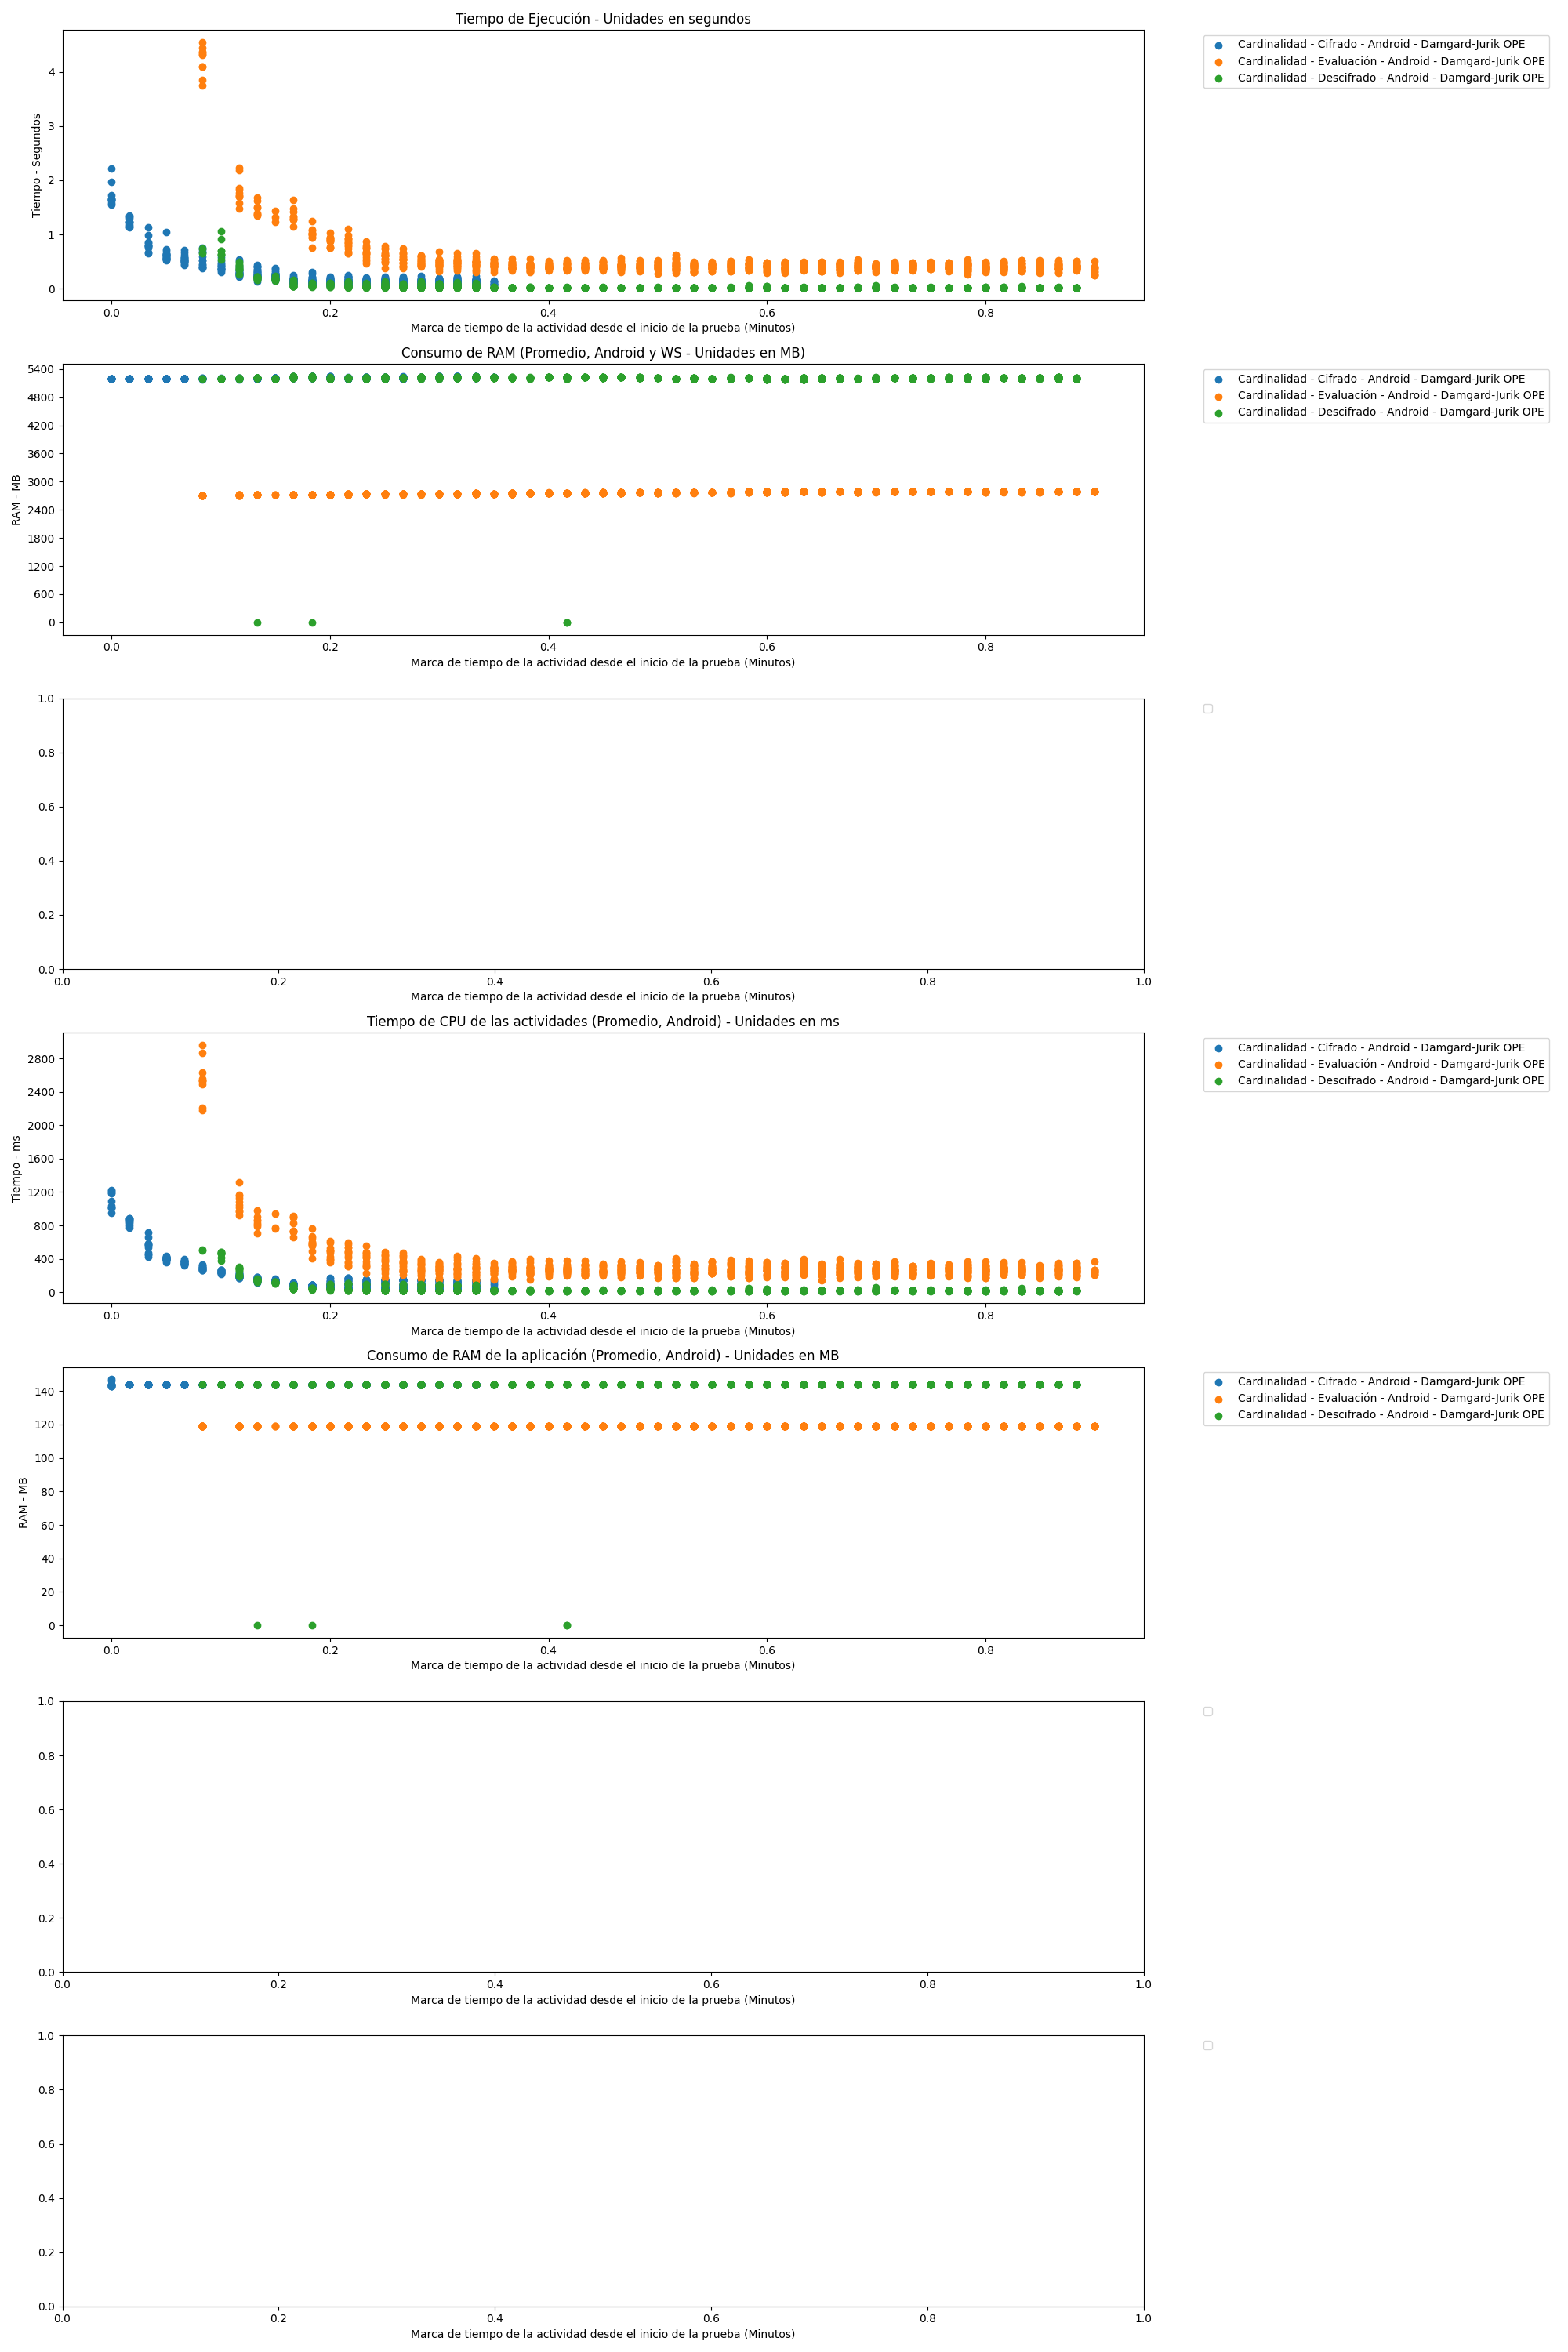 Tiempo de Ejecución - Unidades en segundos
Tiempo - Segundos
4
3
2
1
0
0.0 0.2 0.4 0.6 0.8
Marca de tiempo de la actividad desde el inicio de la prueba (Minutos)
Cardinalidad - Cifrado - Android - Damgard-Jurik OPE
Cardinalidad - Evaluación - Android - Damgard-Jurik OPE
Cardinalidad - Descifrado - Android - Damgard-Jurik OPE
Consumo de RAM (Promedio, Android y WS - Unidades en MB)
RAM - MB
5400
4800
4200
3600
3000
2400
1800
1200
600
0
0.0 0.2 0.4 0.6 0.8
Marca de tiempo de la actividad desde el inicio de la prueba (Minutos)
Cardinalidad - Cifrado - Android - Damgard-Jurik OPE
Cardinalidad - Evaluación - Android - Damgard-Jurik OPE
Cardinalidad - Descifrado - Android - Damgard-Jurik OPE
1.0
0.8
0.6
0.4
0.2
0.0
0.0 0.2 0.4 0.6 0.8 1.0
Marca de tiempo de la actividad desde el inicio de la prueba (Minutos)
Tiempo de CPU de las actividades (Promedio, Android) - Unidades en ms
Tiempo - ms
2800
2400
2000
1600
1200
800
400
0
0.0 0.2 0.4 0.6 0.8
Marca de tiempo de la actividad desde el inicio de la prueba (Minutos)
Cardinalidad - Cifrado - Android - Damgard-Jurik OPE
Cardinalidad - Evaluación - Android - Damgard-Jurik OPE
Cardinalidad - Descifrado - Android - Damgard-Jurik OPE
Consumo de RAM de la aplicación (Promedio, Android) - Unidades en MB
RAM - MB
140
120
100
80
60
40
20
0
0.0 0.2 0.4 0.6 0.8
Marca de tiempo de la actividad desde el inicio de la prueba (Minutos)
Cardinalidad - Cifrado - Android - Damgard-Jurik OPE
Cardinalidad - Evaluación - Android - Damgard-Jurik OPE
Cardinalidad - Descifrado - Android - Damgard-Jurik OPE
1.0
0.8
0.6
0.4
0.2
0.0
0.0 0.2 0.4 0.6 0.8 1.0
Marca de tiempo de la actividad desde el inicio de la prueba (Minutos)
1.0
0.8
0.6
0.4
0.2
0.0
0.0 0.2 0.4 0.6 0.8 1.0
Marca de tiempo de la actividad desde el inicio de la prueba (Minutos)